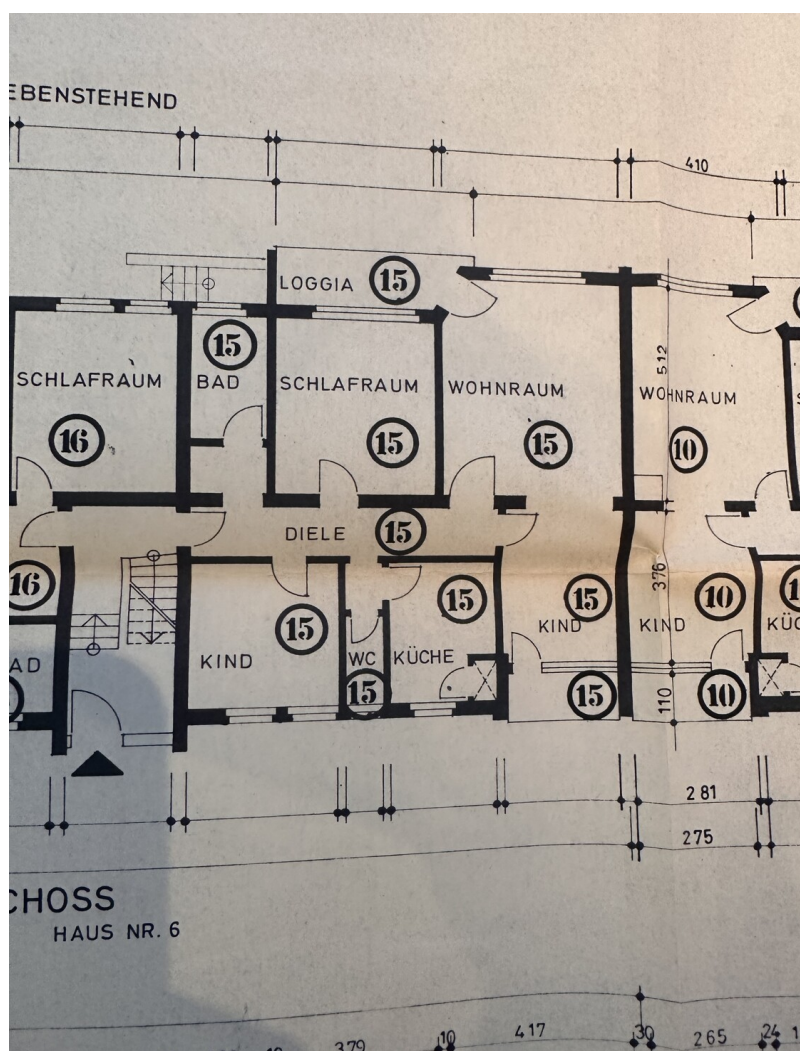 EBENSTEHEND
410
LOGGIA 15
15
BAD
SCHLAFRAUM
16
SCHLAFRAUM
15
WOHNRAUM
15
512
WOHNRAUM
10
DIELE 15
16
15
KIND
WC
15
15
KÜCHE
15
KIND
15
376
10
KIND
110
10
KÜC
AD
281
275
CHOSS
HAUS NR. 6
379
10
417
30
265
24